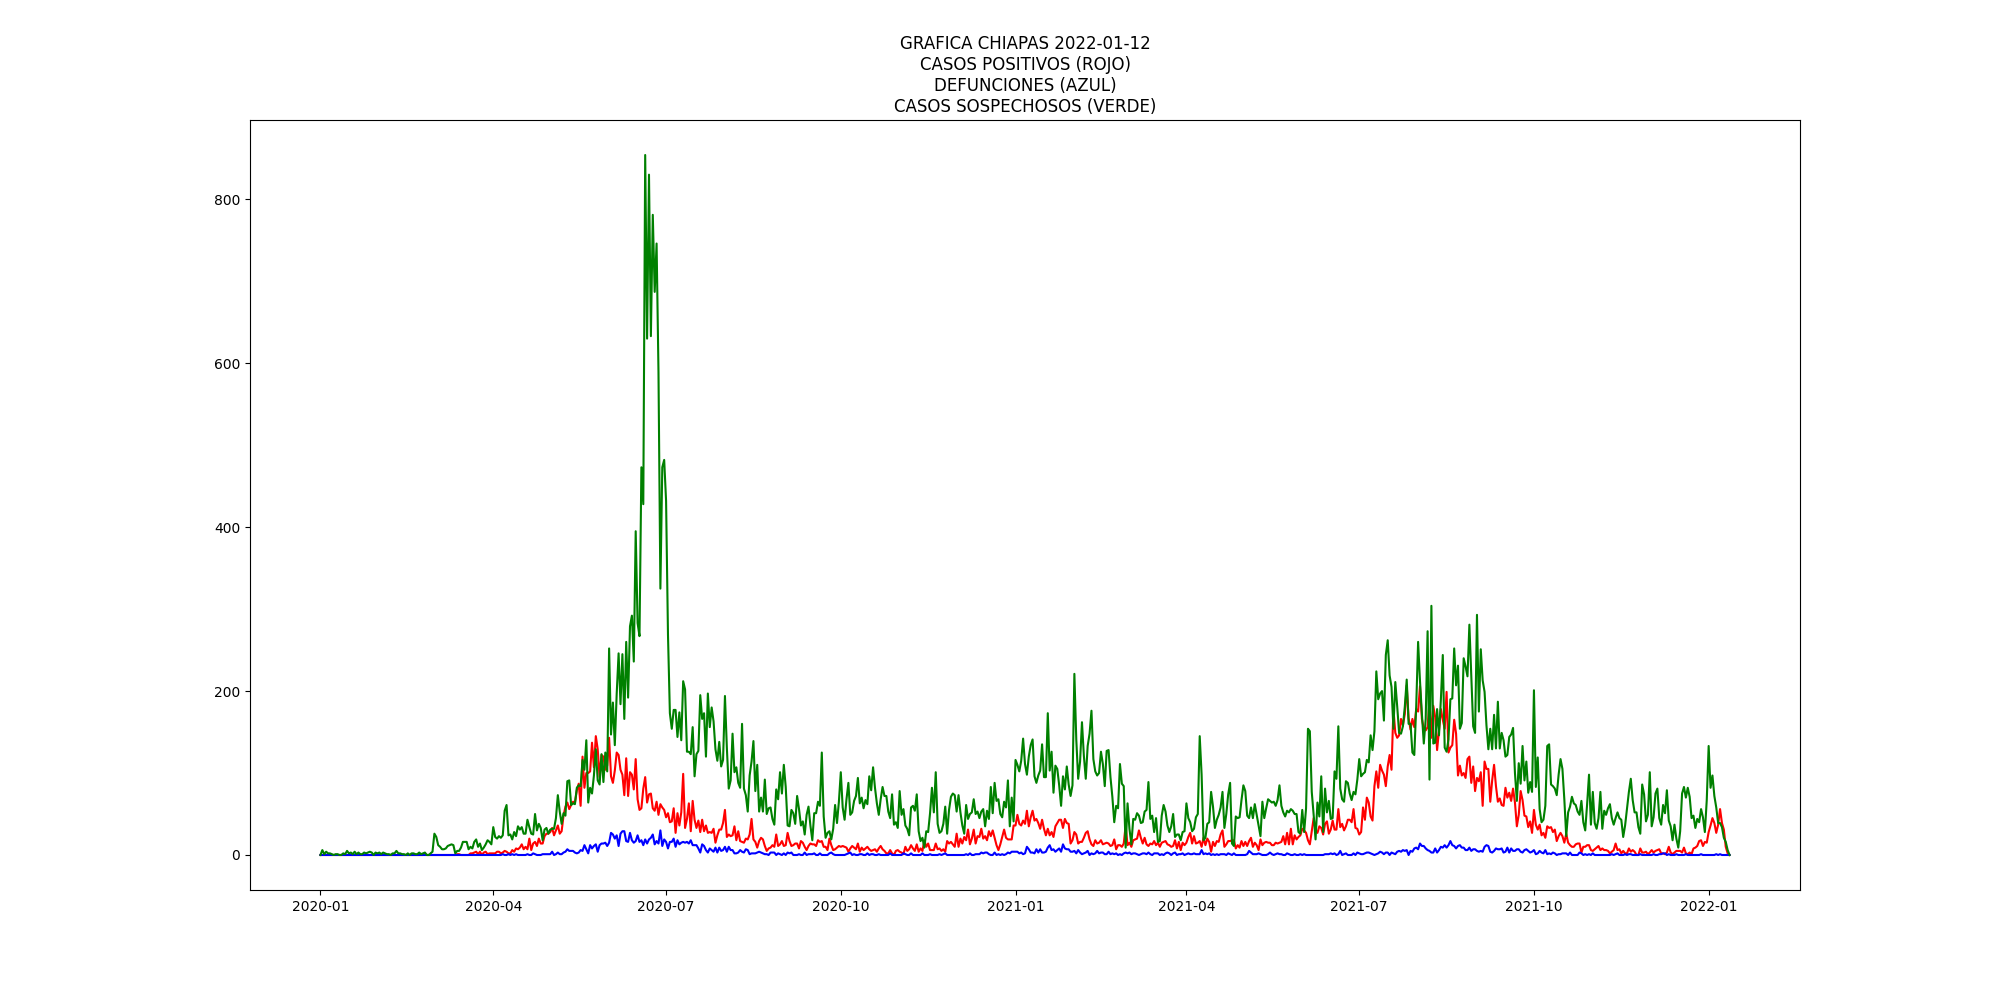 GRAFICA CHIAPAS 2022-01-12
CASOS POSITIVOS (ROJO)
DEFUNCIONES (AZUL)
CASOS SOSPECHOSOS (VERDE)
800
600
400
200
0
2020-01 2020-04 2020-07 2020-10 2021-01 2021-04 2021-07 2021-10 2022-01